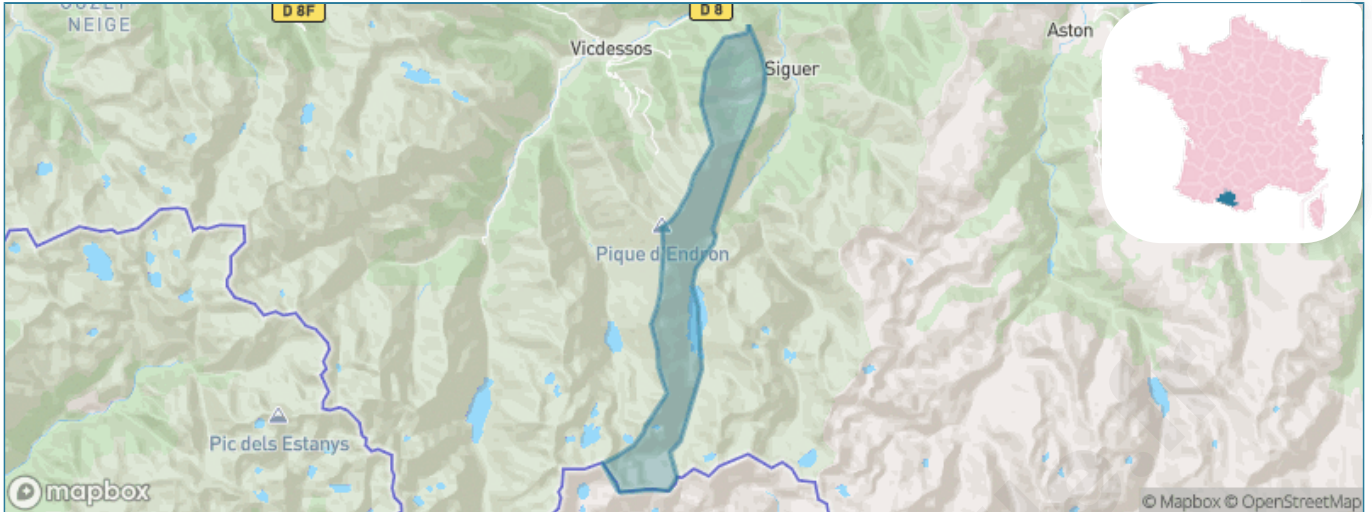 NEIGE
D 8F
D 8
Vicdessos
Siguer
Aston
Pique d'Endron
Pic dels Estanys
mapbox
© Mapbox © OpenStreetMap